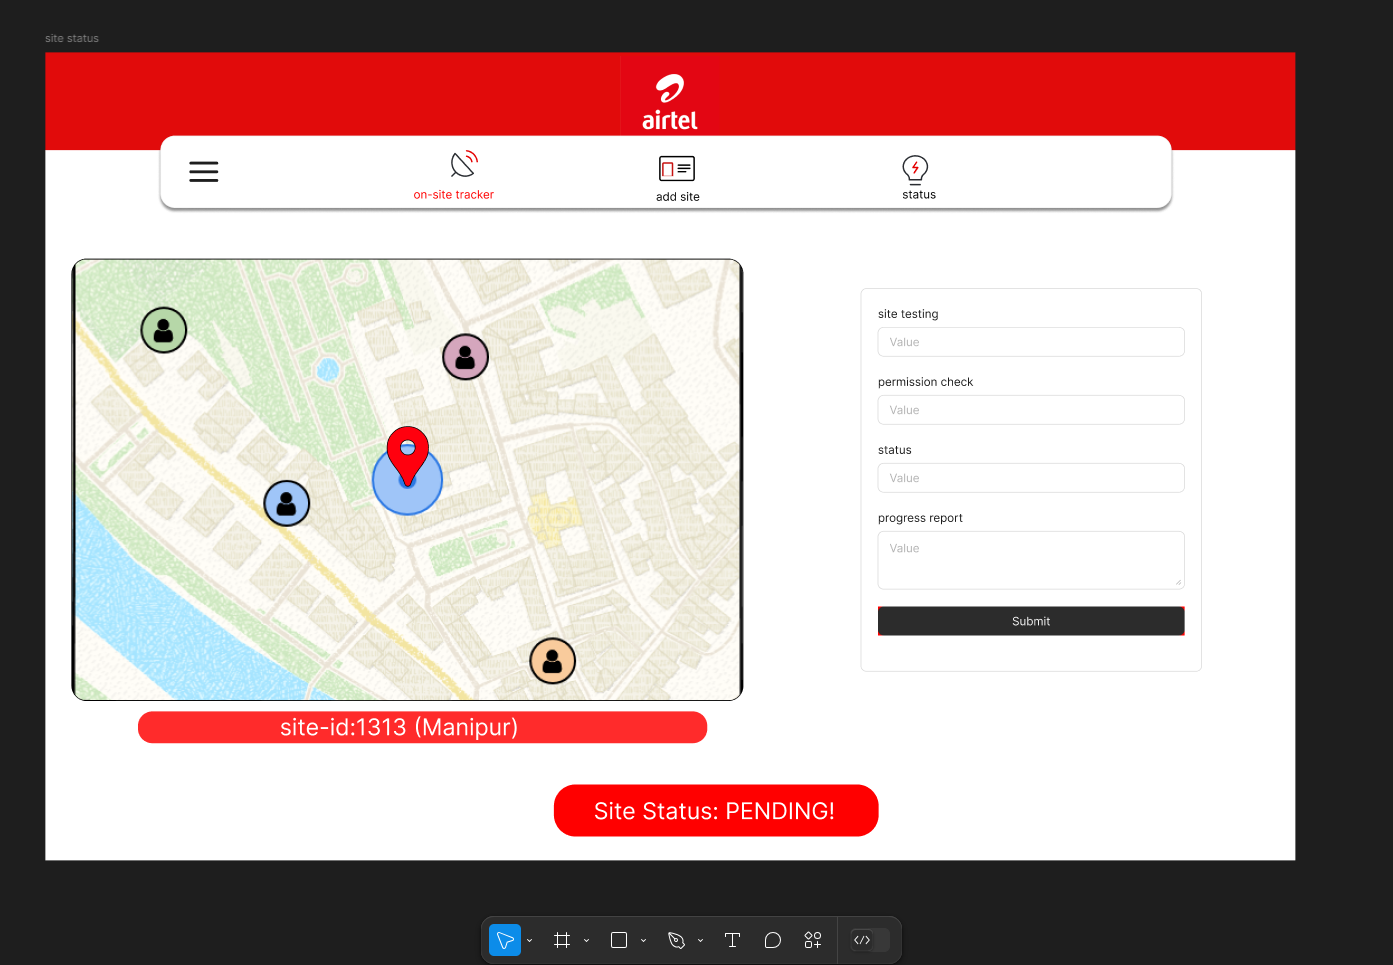 site status
airtel
on-site tracker
add site
status
site testing
Value
permission check
Value
status
Value
progress report
Value
Submit
site-id:1313 (Manipur)
Site Status: PENDING!